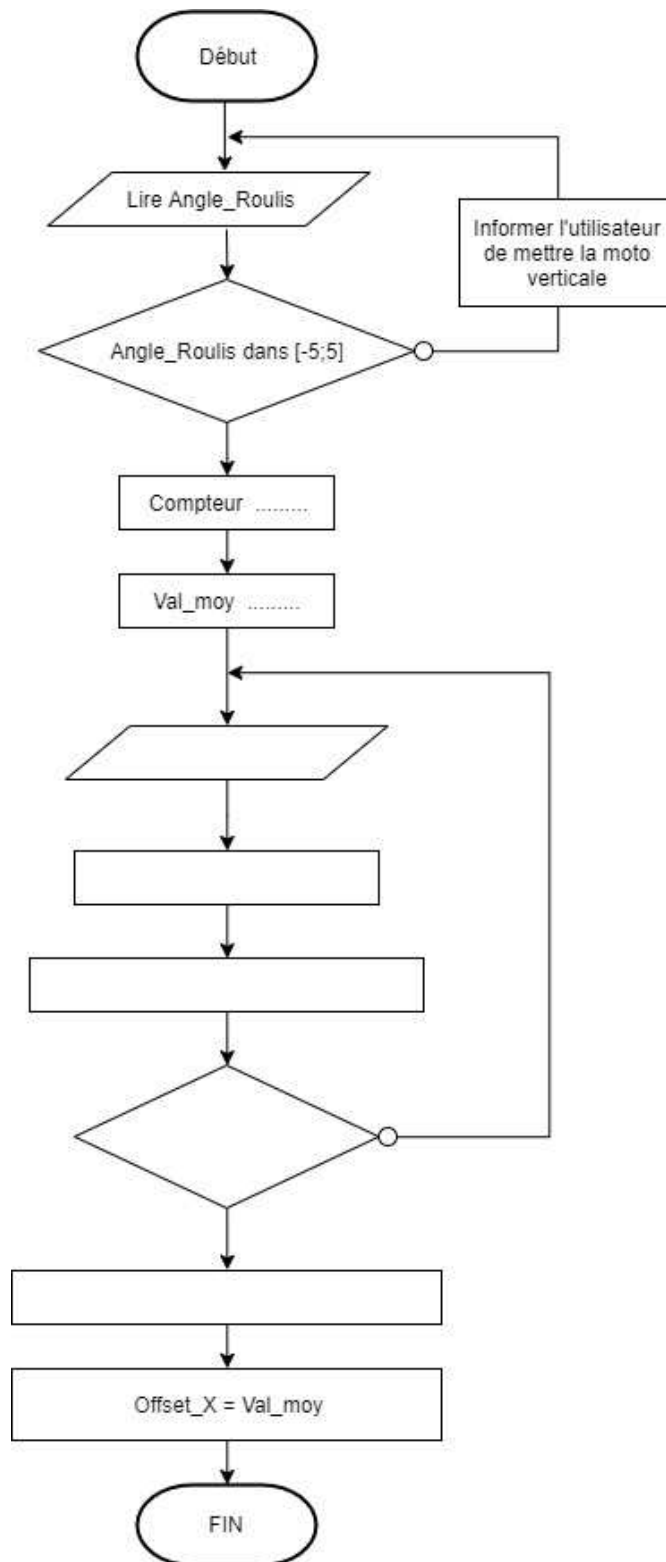 Début
Lire Angle_Roulis
Informer l'utilisateur
de mettre la moto
verticale
Angle_Roulis dans [-5;5]
Compteur .........
Val_moy .........
Offset_X = Val_moy
FIN